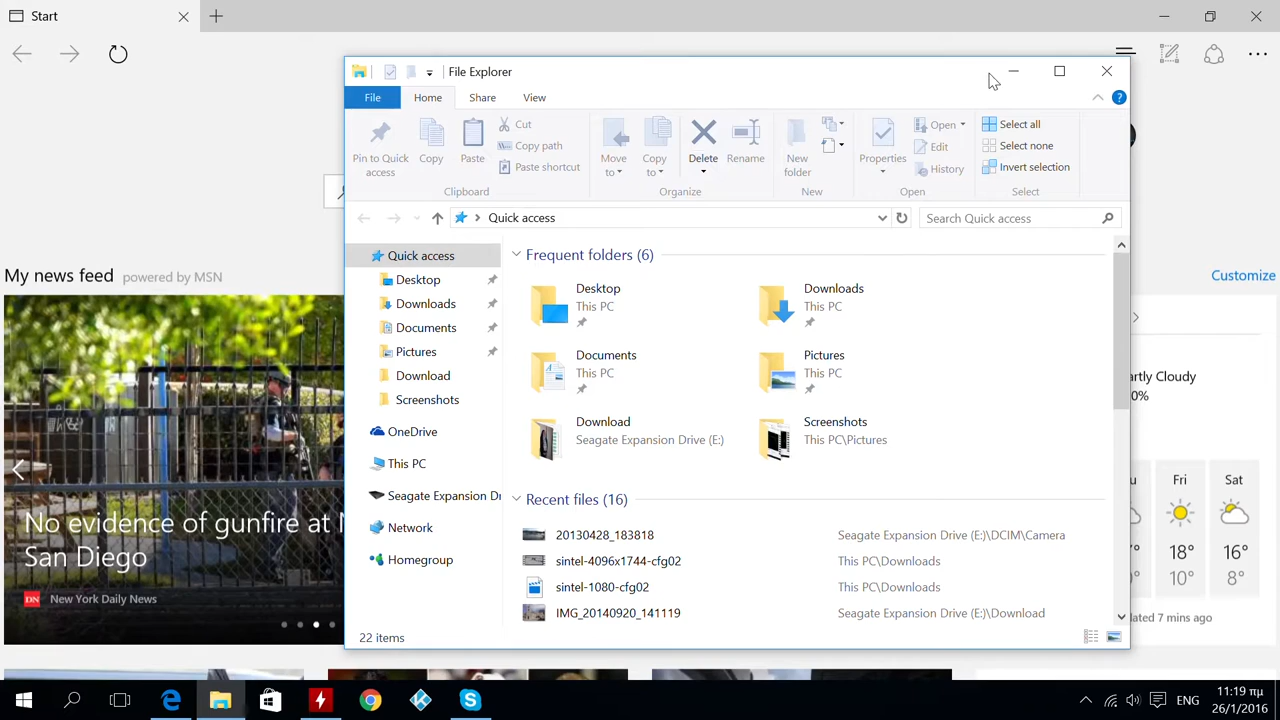 Start
File Explorer
File
Home
Share
View
Pin to Quick access
Copy
Paste
Cut
Copy path
Paste shortcut
Clipboard
Move to
Copy to
Delete
Rename
Organize
New folder
New
Properties
Open
Edit
History
Open
Select all
Select none
Invert selection
Select
Quick access
Search Quick access
Quick access
Desktop
Downloads
Documents
Pictures
Download
Screenshots
OneDrive
This PC
Seagate Expansion Dr
Network
Homegroup
Frequent folders (6)
Desktop
This PC
Downloads
This PC
Documents
This PC
Pictures
This PC
Download
Seagate Expansion Drive (E:)
Screenshots
This PC\Pictures
Recent files (16)
20130428_183818 Seagate Expansion Drive (E:)\DCIM\Camera
sintel-4096x1744-cfg02 This PC\Downloads
sintel-1080-cfg02 This PC\Downloads
IMG_20140920_141119 Seagate Expansion Drive (E:)\Download
22 items
My news feed powered by MSN
Customize
No evidence of gunfire at
San Diego
DN New York Daily News
artly Cloudy
0%
Fri
Sat
18°
16°
10°
8°
lated 7 mins ago
ENG
11:19 πμ
26/1/2016